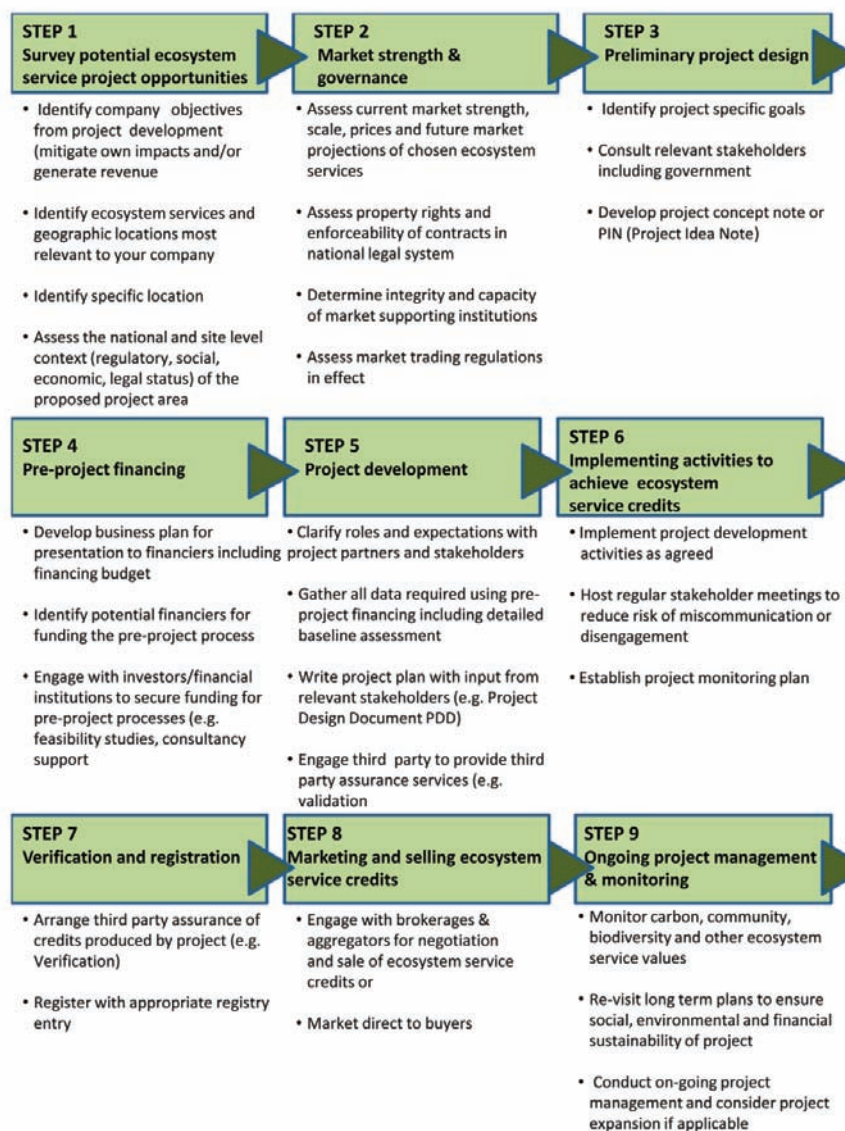 STEP 1
Survey potential ecosystem
service project opportunities
• Identify company objectives
from project development
(mitigate own impacts and/or
generate revenue
• Identify ecosystem services and
geographic locations most
relevant to your company
• Identify specific location
• Assess the national and site level
context (regulatory, social,
economic, legal status) of the
proposed project area
STEP 2
Market strength &
governance
• Assess current market strength,
scale, prices and future market
projections of chosen ecosystem
services
• Assess property rights and
enforceability of contracts in
national legal system
• Determine integrity and capacity
of market supporting institutions
• Assess market trading regulations
in effect
STEP 3
Preliminary project design
• Identify project specific goals
• Consult relevant stakeholders
including government
• Develop project concept note or
PIN (Project Idea Note)
STEP 4
Pre-project financing
• Develop business plan for
presentation to financiers including
financing budget
• Identify potential financiers for
funding the pre-project process
• Engage with investors/financial
institutions to secure funding for
pre-project processes (e.g.
feasibility studies, consultancy
support
STEP 5
Project development
• Clarify roles and expectations with
project partners and stakeholders
• Gather all data required using pre-
project financing including detailed
baseline assessment
• Write project plan with input from
relevant stakeholders (e.g. Project
Design Document PDD)
• Engage third party to provide third
party assurance services (e.g.
validation
STEP 6
Implementing activities to
achieve ecosystem
service credits
• Implement project development
activities as agreed
• Host regular stakeholder meetings to
reduce risk of miscommunication or
disengagement
• Establish project monitoring plan
STEP 7
Verification and registration
• Arrange third party assurance of
credits produced by project (e.g.
Verification)
• Register with appropriate registry
entry
STEP 8
Marketing and selling ecosystem
service credits
• Engage with brokerages &
aggregators for negotiation
and sale of ecosystem service
credits or
• Market direct to buyers
STEP 9
Ongoing project management
& monitoring
• Monitor carbon, community,
biodiversity and other ecosystem
service values
• Re-visit long term plans to ensure
social, environmental and financial
sustainability of project
• Conduct on-going project
management and consider project
expansion if applicable